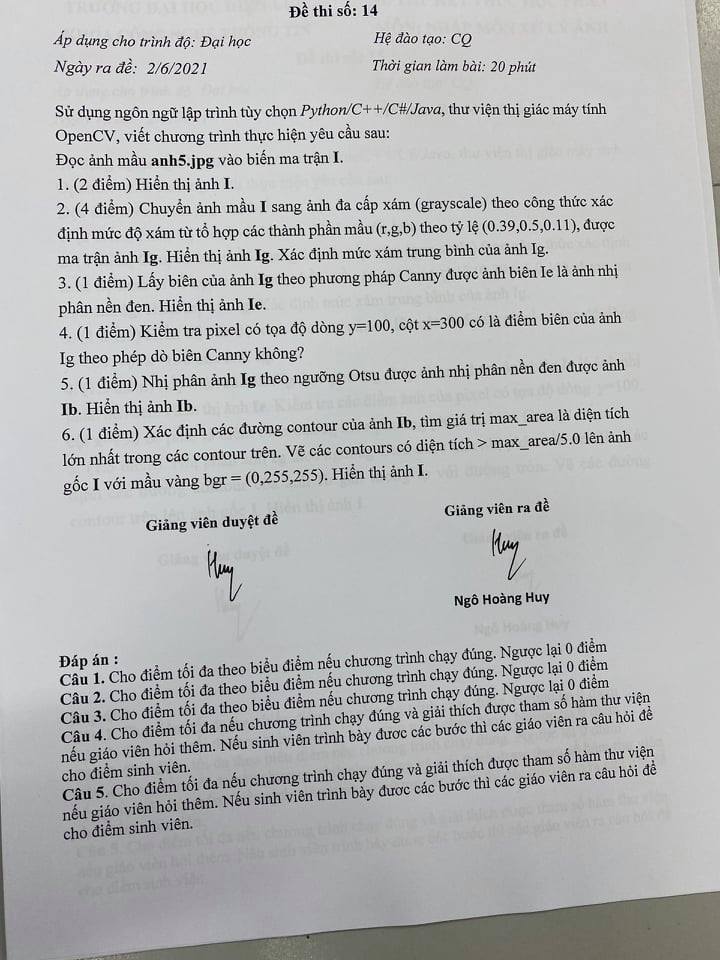 Đề thi số: 14
Áp dụng cho trình độ: Đại học Hệ đào tạo: CQ
Ngày ra đề: 2/6/2021 Thời gian làm bài: 20 phút
Sử dụng ngôn ngữ lập trình tùy chọn Python/C++/C#/Java, thư viện thị giác máy tính
OpenCV, viết chương trình thực hiện yêu cầu sau:
Đọc ảnh mầu anh5.jpg vào biến ma trận I.
1. (2 điểm) Hiển thị ảnh I.
2. (4 điểm) Chuyển ảnh mầu I sang ảnh đa cấp xám (grayscale) theo công thức xác
định mức độ xám từ tổ hợp các thành phần mầu (r,g,b) theo tỷ lệ (0.39,0.5,0.11), được
ma trận ảnh Ig. Hiển thị ảnh Ig. Xác định mức xám trung bình của ảnh Ig.
3. (1 điểm) Lấy biên của ảnh Ig theo phương pháp Canny được ảnh biên Ie là ảnh nhị
phân nền đen. Hiển thị ảnh Ie.
4. (1 điểm) Kiểm tra pixel có tọa độ dòng y=100, cột x=300 có là điểm biên của ảnh
Ig theo phép dò biên Canny không?
5. (1 điểm) Nhị phân ảnh Ig theo ngưỡng Otsu được ảnh nhị phân nền đen được ảnh
Ib. Hiển thị ảnh Ib.
6. (1 điểm) Xác định các đường contour của ảnh Ib, tìm giá trị max_area là diện tích
lớn nhất trong các contour trên. Vẽ các contours có diện tích > max_area/5.0 lên ảnh
gốc I với mầu vàng bgr = (0,255,255). Hiển thị ảnh I.
Giảng viên duyệt đề Giảng viên ra đề
Huy Huy
Ngô Hoàng Huy
Đáp án :
Câu 1. Cho điểm tối đa theo biểu điểm nếu chương trình chạy đúng. Ngược lại 0 điểm
Câu 2. Cho điểm tối đa theo biểu điểm nếu chương trình chạy đúng. Ngược lại 0 điểm
Câu 3. Cho điểm tối đa theo biểu điểm nếu chương trình chạy đúng. Ngược lại 0 điểm
Câu 4. Cho điểm tối đa nếu chương trình chạy đúng và giải thích được tham số hàm thư viện
nếu giáo viên hỏi thêm. Nếu sinh viên trình bày đươc các bước thì các giáo viên ra câu hỏi để
cho điểm sinh viên.
Câu 5. Cho điểm tối đa nếu chương trình chạy đúng và giải thích được tham số hàm thư viện
nếu giáo viên hỏi thêm. Nếu sinh viên trình bày đươc các bước thì các giáo viên ra câu hỏi để
cho điểm sinh viên.